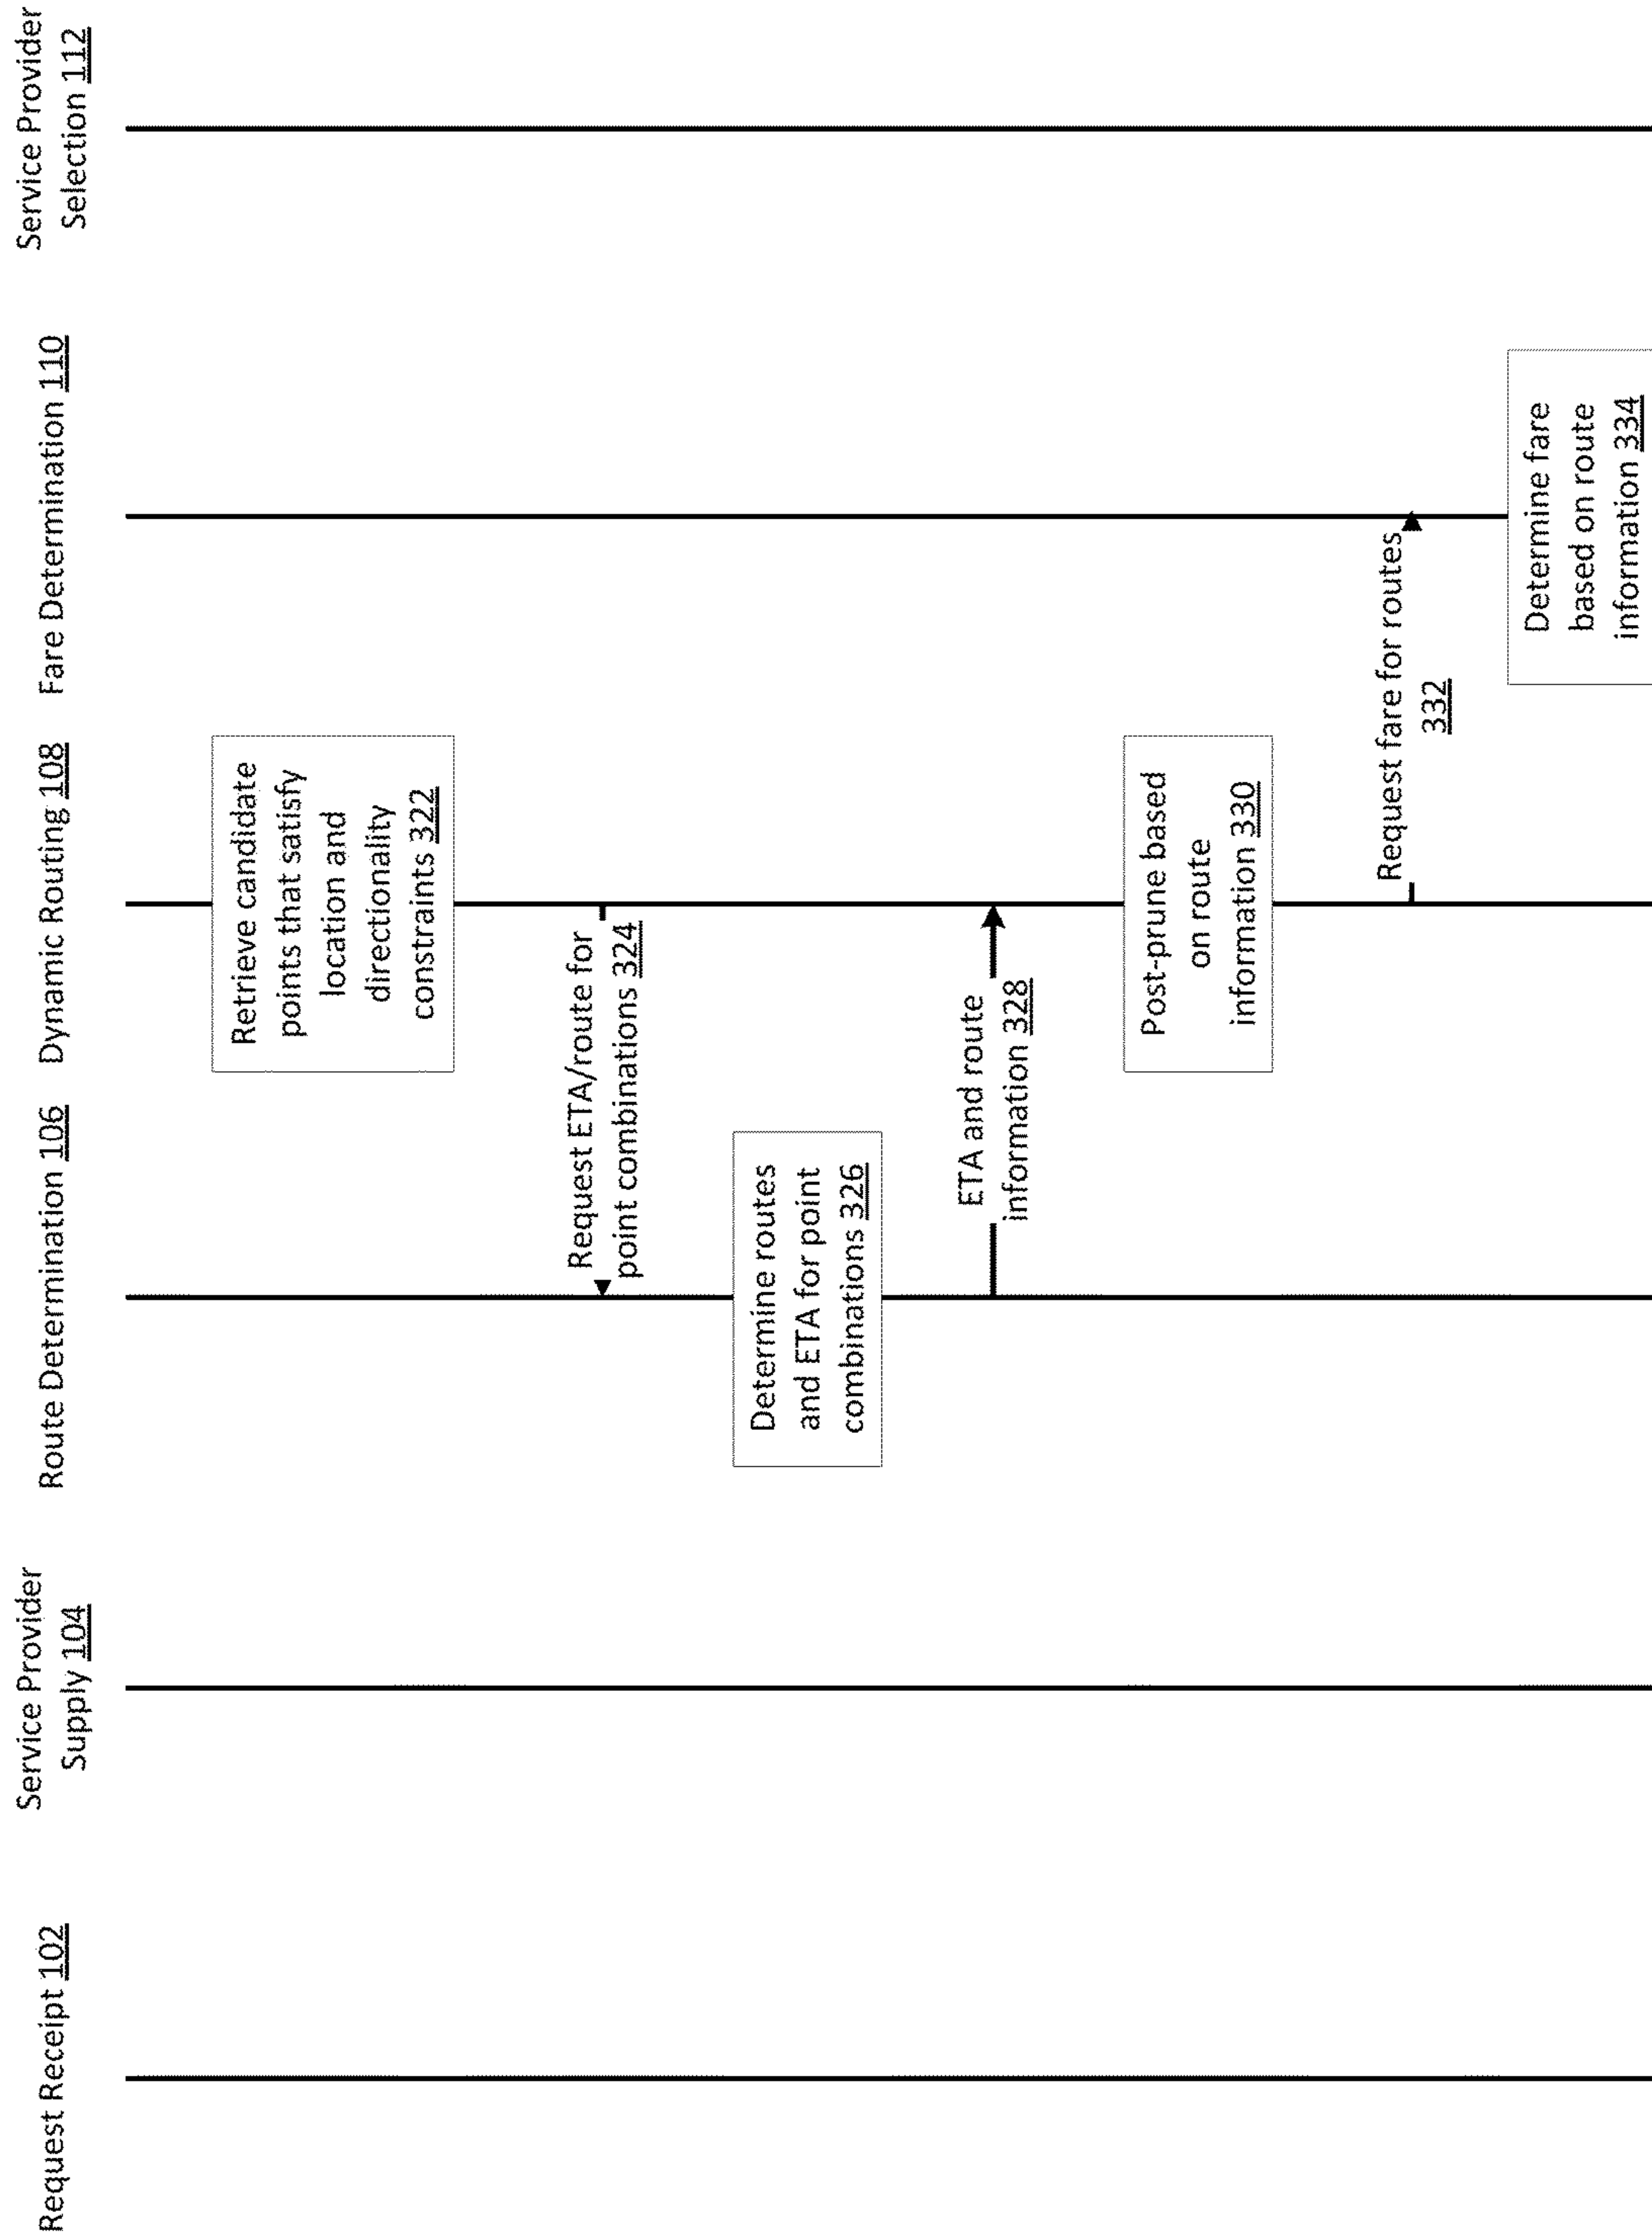 Request Receipt 102
Service Provider
Supply 104
Route Determination 106
Dynamic Routing 108
Fare Determination 110
Service Provider
Selection 112
Retrieve candidate
points that satisfy
location and
directionality
constraints 322
Request ETA/route for
point combinations 324
Determine routes
and ETA for point
combinations 326
ETA and route
information 328
Post-prune based
on route
information 330
Request fare for routes
332
Determine fare
based on route
information 334